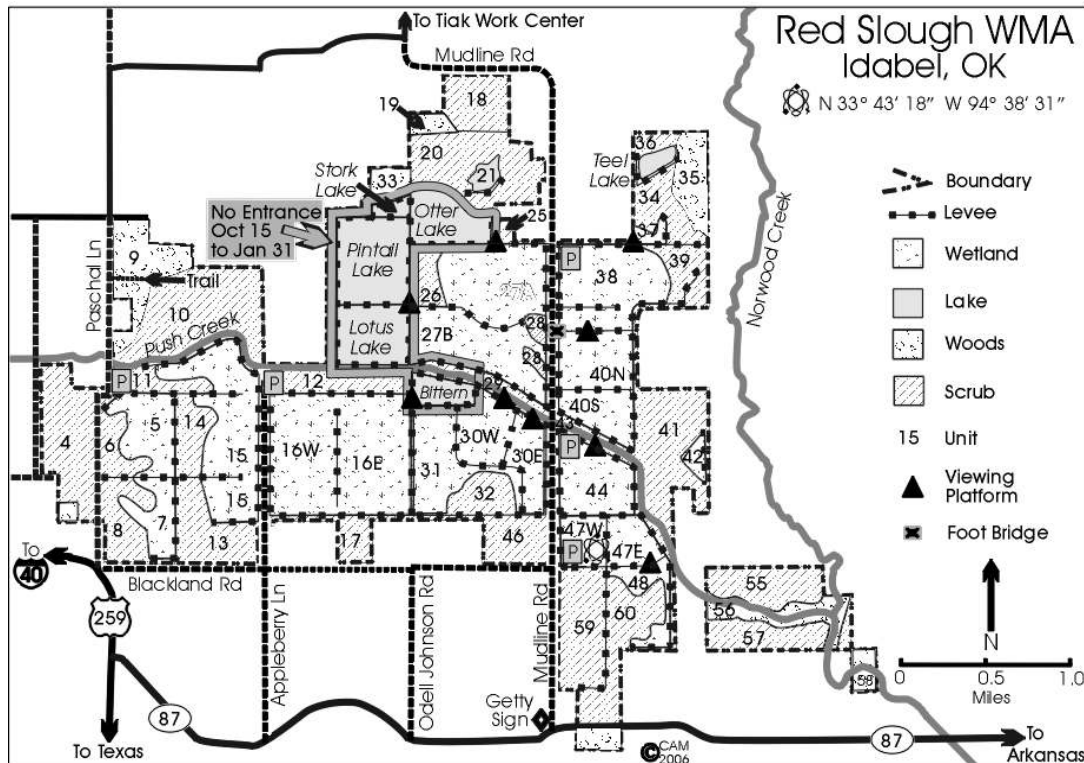 Red Slough WMA
Idabel, OK
N 33° 43' 18" W 94° 38' 31"
To Tiak Work Center
Mudline Rd
18
19
20
21
Stork
Lake
33
Otter
Lake
25
No Entrance
Oct 15
to Jan 31
Pintail
Lake
26
27A
27B
28
28
Lotus
Lake
Bittern
29
36
Teel
Lake
35
34
37
P
38
39
40N
40S
41
42
43
P
44
Norwood Creek
Paschal Ln
9
Trail
10
Push Creek
P
11
P
12
4
5
6
14
15
15
7
8
13
16W
16E
17
31
30W
30E
32
46
47W
P
47E
48
59
60
55
56
57
58
Boundary
Levee
Wetland
Lake
Woods
Scrub
15 Unit
Viewing
Platform
Foot Bridge
N
0 0.5 1.0
Miles
To
40
259
Blackland Rd
Appleberry Ln
Odell Johnson Rd
Mudline Rd
Getty
Sign
87
87
To Texas
To
Arkansas
© CAM
2006